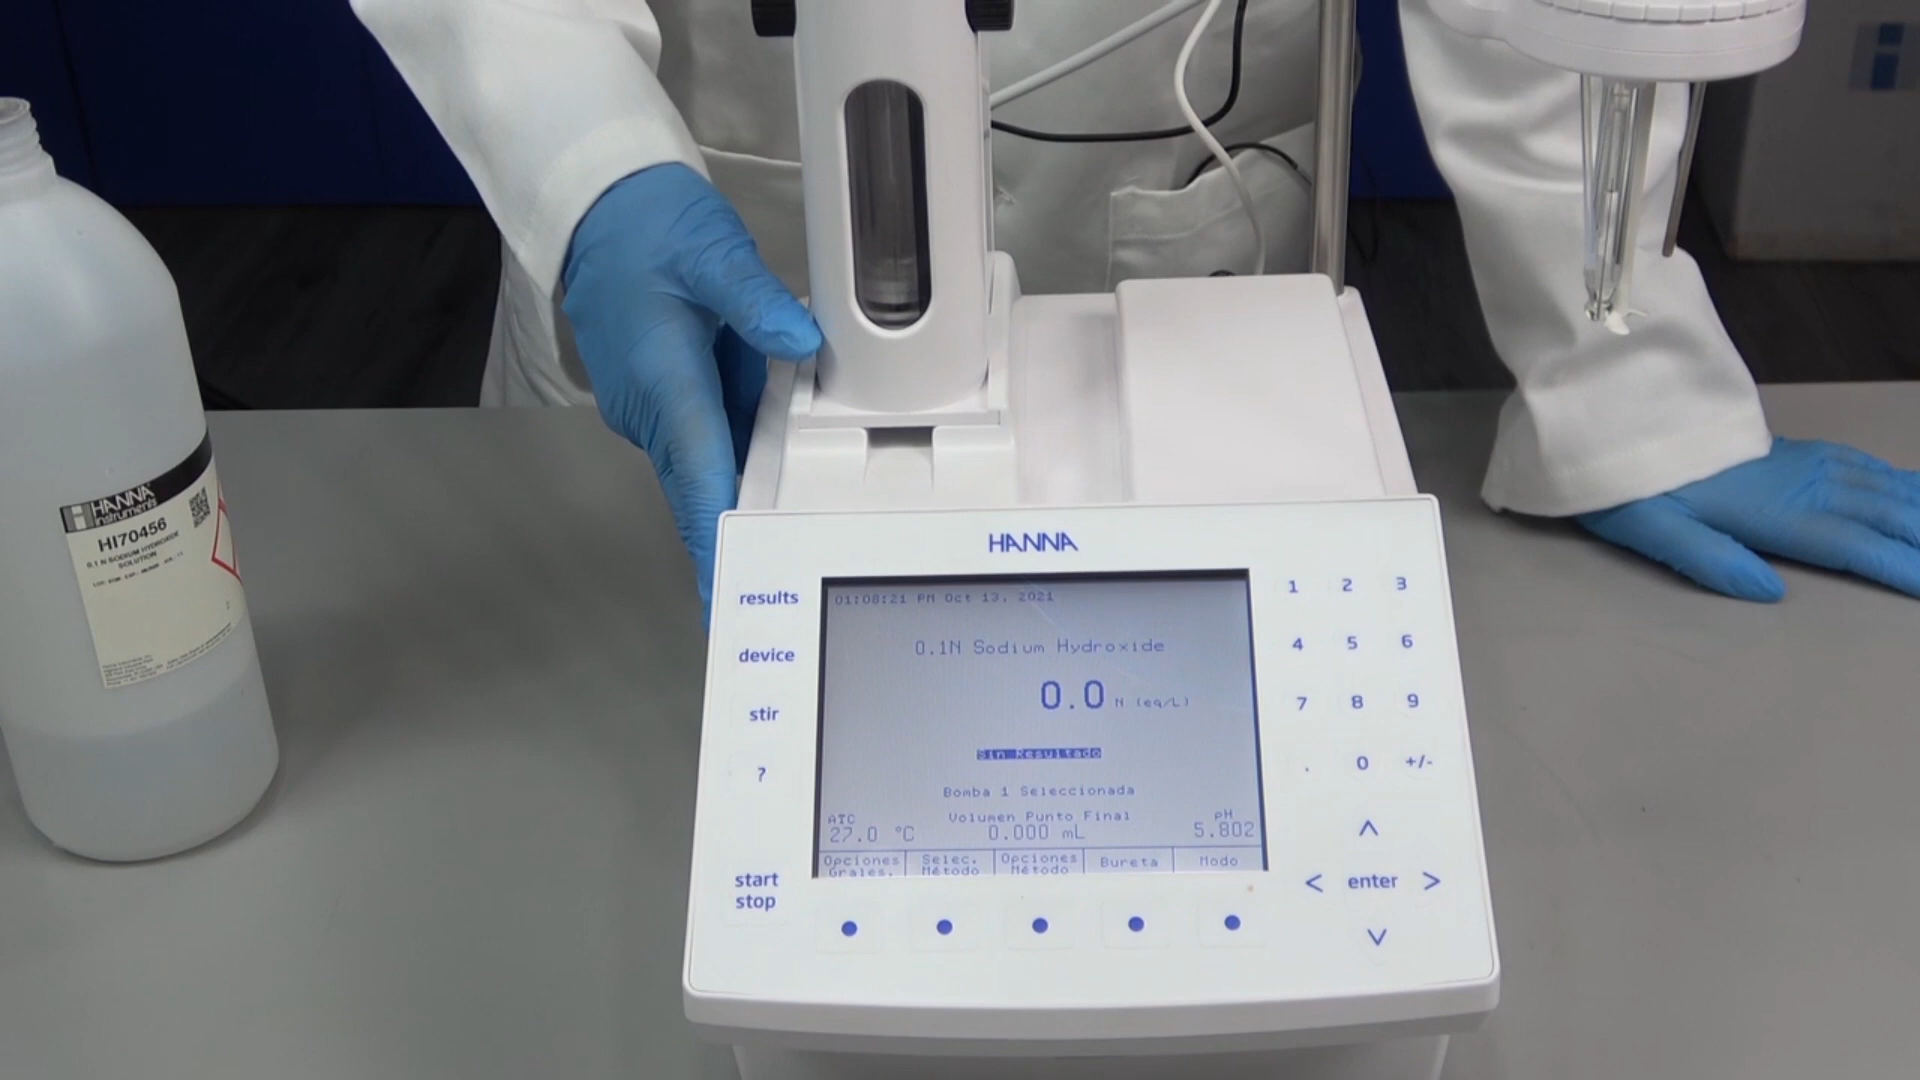 HANNA
instruments
HI70456
0.1 N SODIUM HYDROXIDE
SOLUTION
HANNA
results
device
stir
?
start
stop
01:08:21 PM Oct 13, 2021
0.1N Sodium Hydroxide
0.0 N (eq/L)
Sin Resultado
Bomba 1 Seleccionada
ATC
27.0 °C
Volumen Punto Final
0.000 mL
pH
5.802
Opciones
Grales.
Selec.
Método
Opciones
Método
Bureta
Modo
1 2 3
4 5 6
7 8 9
. 0 +/-
< enter >